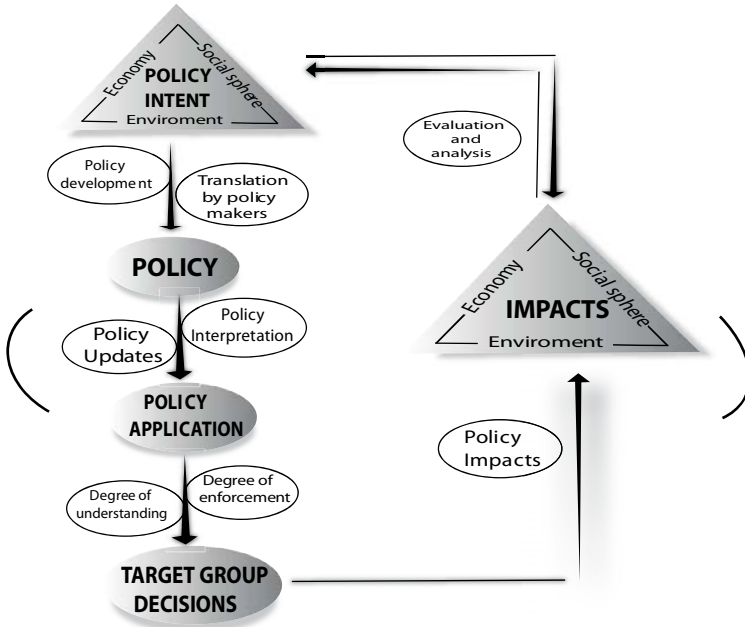 Economy
Social sphere
POLICY
INTENT
Enviroment
Policy
development
Translation
by policy
makers
POLICY
Policy
Updates
Policy
Interpretation
POLICY
APPLICATION
Degree of
understanding
Degree of
enforcement
TARGET GROUP
DECISIONS
Evaluation
and
analysis
Economy
Social sphere
IMPACTS
Enviroment
Policy
Impacts